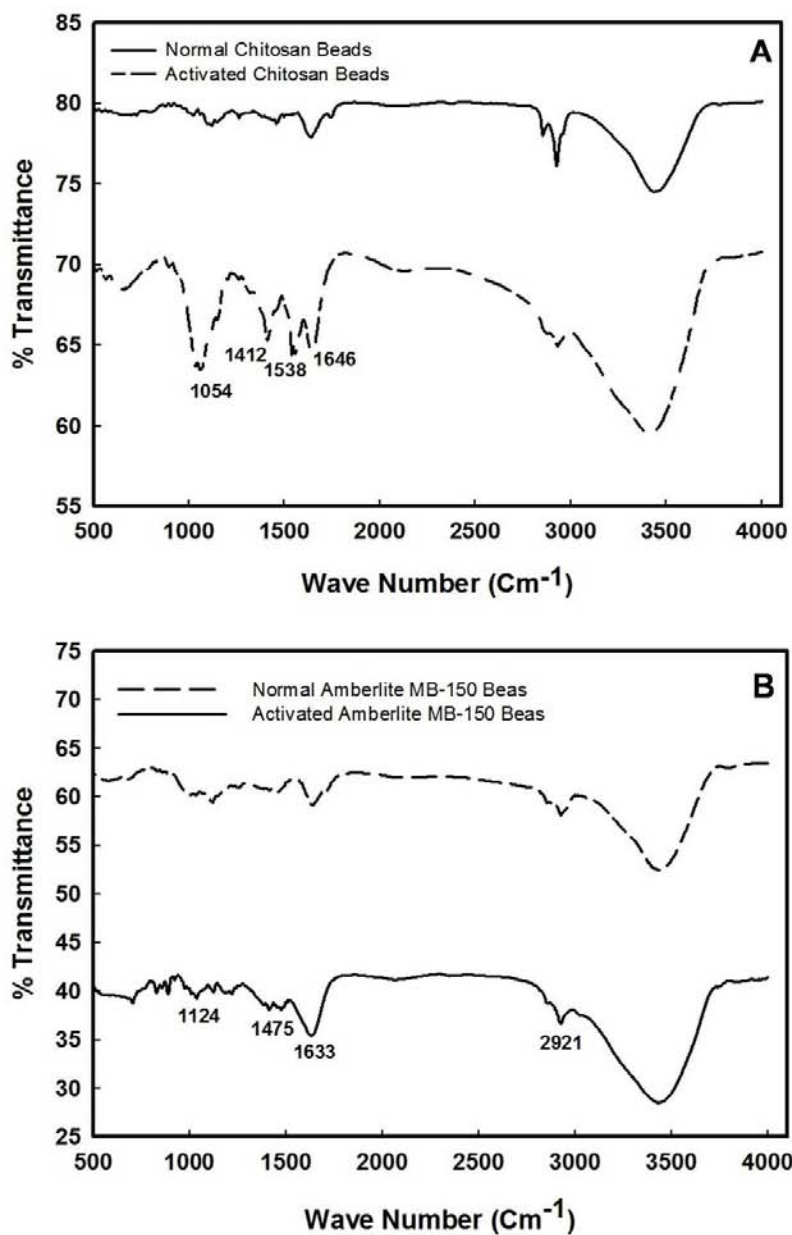 85
A
Normal Chitosan Beads
Activated Chitosan Beads
80
75
70
65
60
55
% Transmittance
1054
1412
1538
1646
500 1000 1500 2000 2500 3000 3500 4000
Wave Number (Cm-1)
75
B
Normal Amberlite MB-150 Beas
Activated Amberlite MB-150 Beas
70
65
60
55
50
45
40
35
30
25
% Transmittance
1124
1475
1633
2921
500 1000 1500 2000 2500 3000 3500 4000
Wave Number (Cm-1)